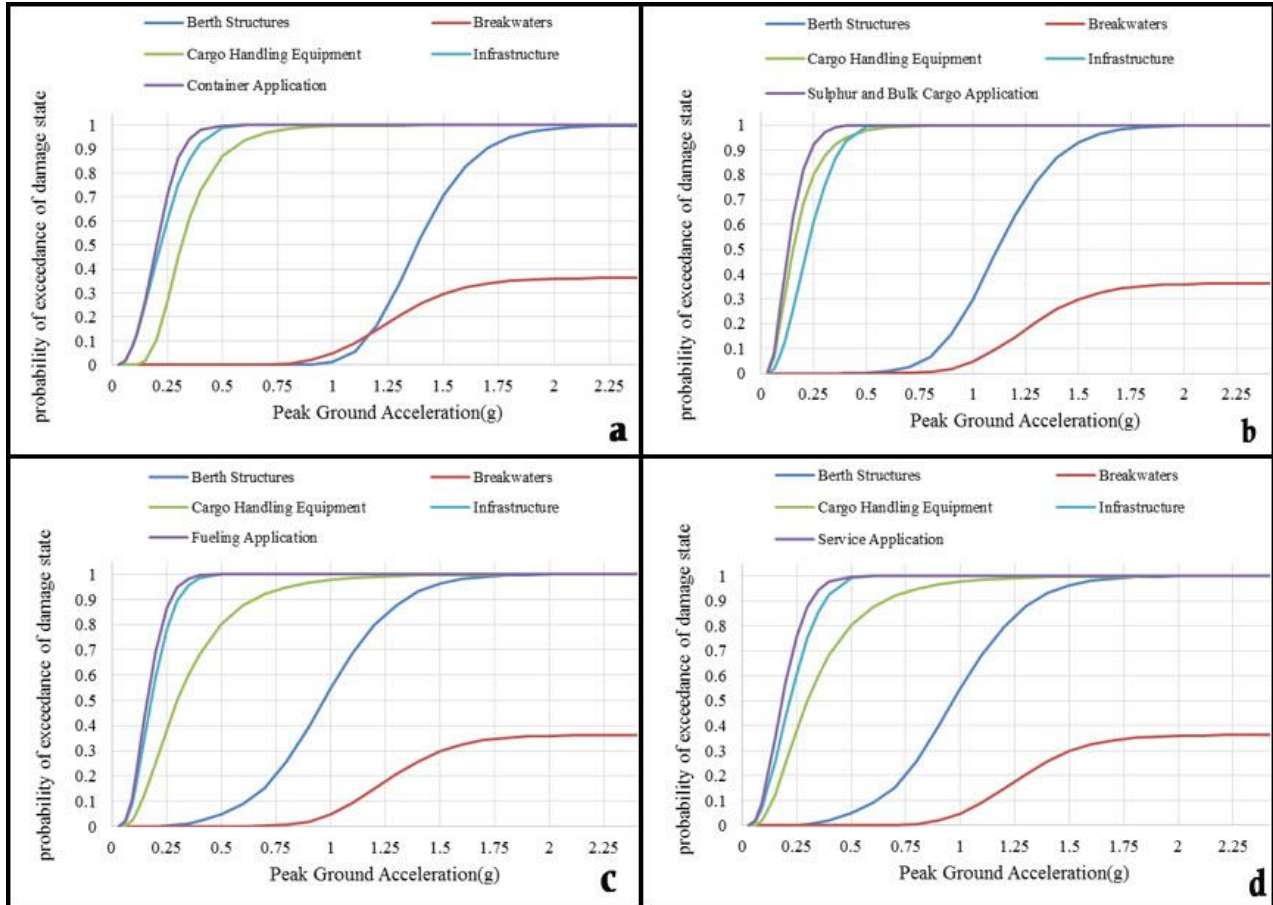 Berth Structures Breakwaters
Cargo Handling Equipment Infrastructure
Container Application
probability of exceedance of damage state
1
0.9
0.8
0.7
0.6
0.5
0.4
0.3
0.2
0.1
0
0 0.25 0.5 0.75 1 1.25 1.5 1.75 2 2.25
Peak Ground Acceleration(g)
a
Berth Structures Breakwaters
Cargo Handling Equipment Infrastructure
Sulphur and Bulk Cargo Application
probability of exceedance of damage state
1
0.9
0.8
0.7
0.6
0.5
0.4
0.3
0.2
0.1
0
0 0.25 0.5 0.75 1 1.25 1.5 1.75 2 2.25
Peak Ground Acceleration(g)
b
Berth Structures Breakwaters
Cargo Handling Equipment Infrastructure
Fueling Application
probability of exceedance of damage state
1
0.9
0.8
0.7
0.6
0.5
0.4
0.3
0.2
0.1
0
0 0.25 0.5 0.75 1 1.25 1.5 1.75 2 2.25
Peak Ground Acceleration(g)
c
Berth Structures Breakwaters
Cargo Handling Equipment Infrastructure
Service Application
probability of exceedance of damage state
1
0.9
0.8
0.7
0.6
0.5
0.4
0.3
0.2
0.1
0
0 0.25 0.5 0.75 1 1.25 1.5 1.75 2 2.25
Peak Ground Acceleration(g)
d